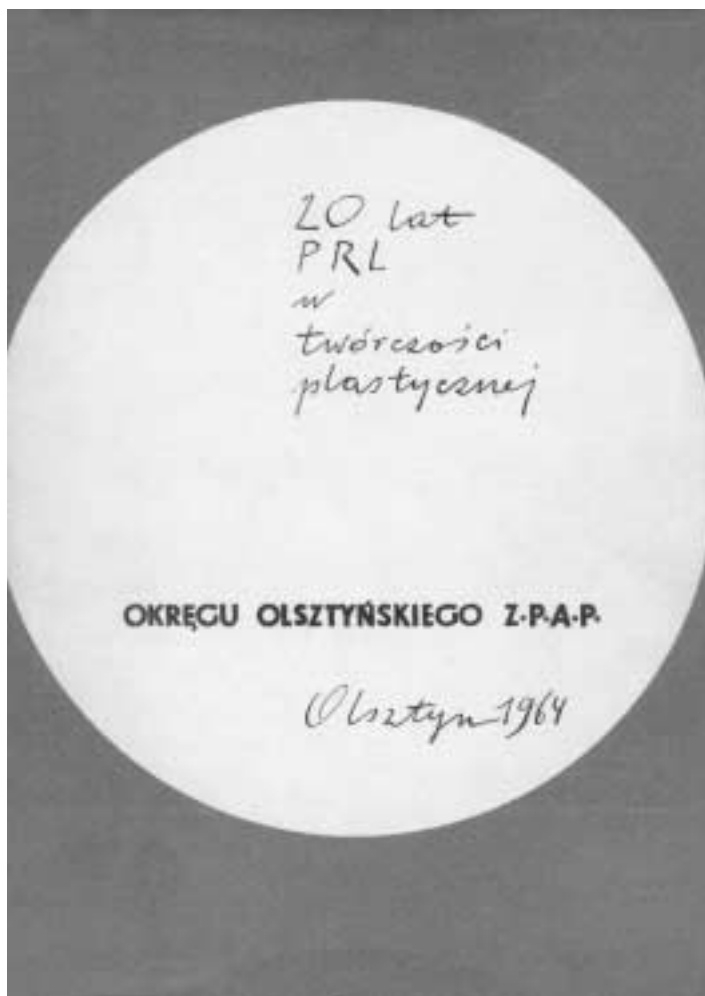 20 lat
PRL
w
twórczości
plastycznej
OKRĘGU OLSZTYŃSKIEGO Z·P·A·P·
Olsztyn 1964